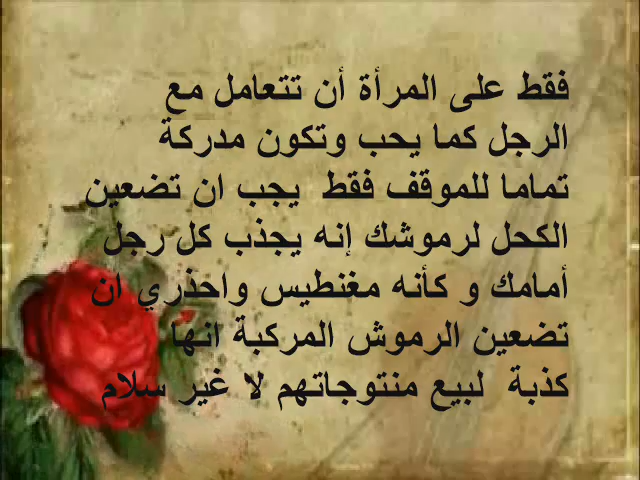 فقط على المرأة أن تتعامل مع
الرجل كما يحب وتكون مدركة
تماما للموقف فقط  يجب ان تضعين
الكحل لرموشك إنه يجذب كل رجل
أمامك و كأنه مغنطيس واحذري ان
تضعين الرموش المركبة انها
كذبة  لبيع منتوجاتهم لا غير سلام